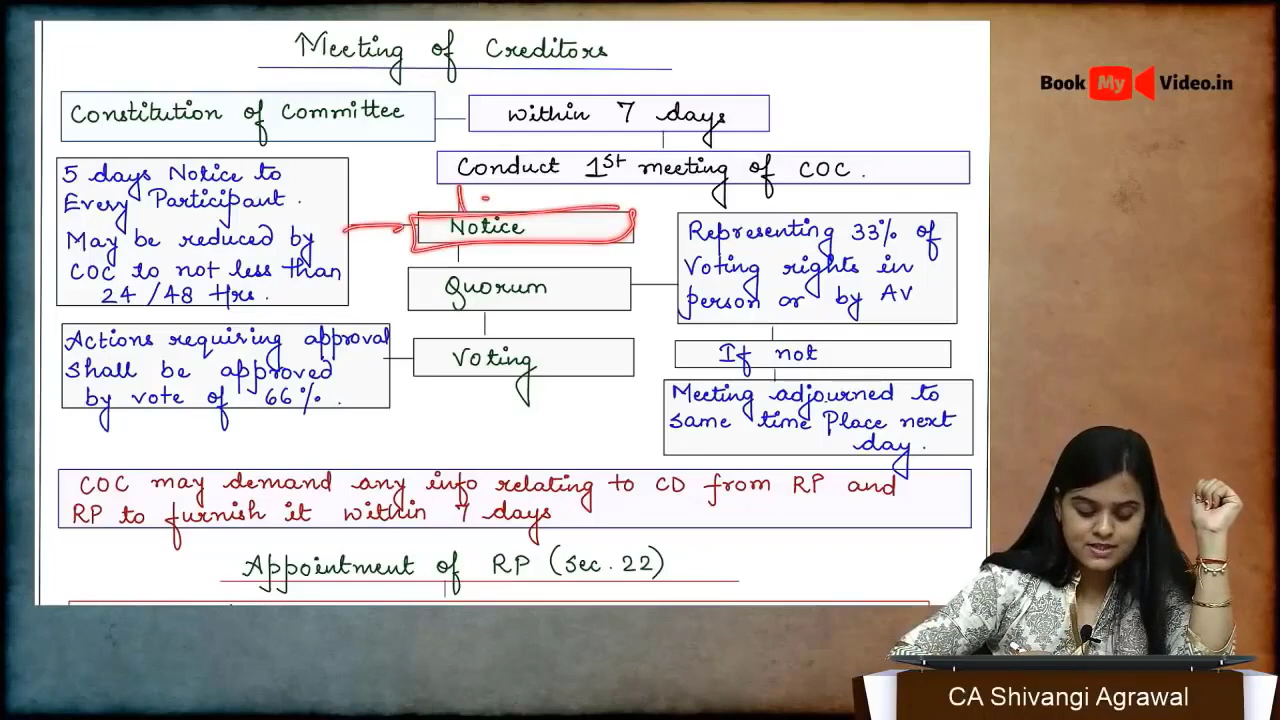 Meeting of Creditors
Book My Video.in
Constitution of Committee
within 7 days
Conduct 1st meeting of COC.
5 days Notice to
Every Participant.
May be reduced by
COC to not less than
24/48 Hrs.
Notice
Quorum
Voting
Representing 33% of
Voting rights in
person or by AV
If not
Meeting adjourned to
same time Place next
day.
Actions requiring approval
shall be approved
by vote of 66%.
COC may demand any info relating to CD from RP and
RP to furnish it within 7 days
Appointment of RP (Sec. 22)
CA Shivangi Agrawal